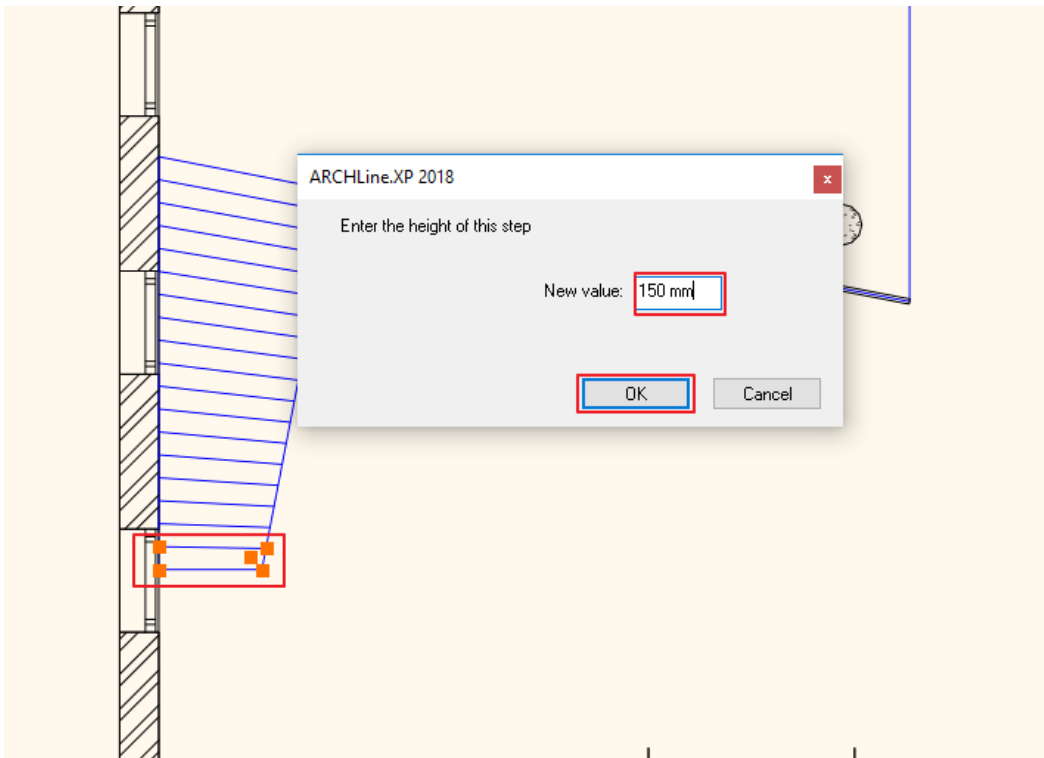 ARCHLine.XP 2018
x
Enter the height of this step
New value: 150 mm
OK Cancel